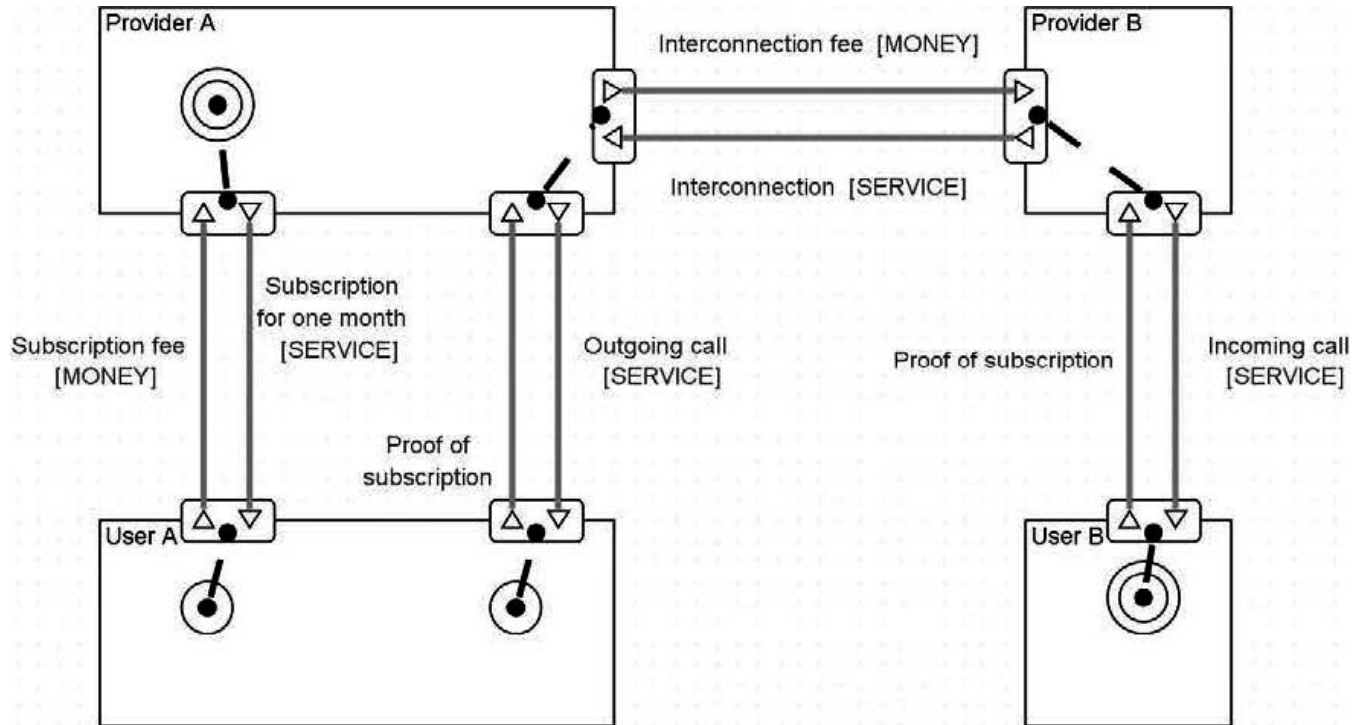 Provider A
Provider B
Interconnection fee [MONEY]
Interconnection [SERVICE]
Subscription
for one month
[SERVICE]
Subscription fee
[MONEY]
Outgoing call
[SERVICE]
Proof of subscription
Incoming call
[SERVICE]
Proof of
subscription
User A
User B